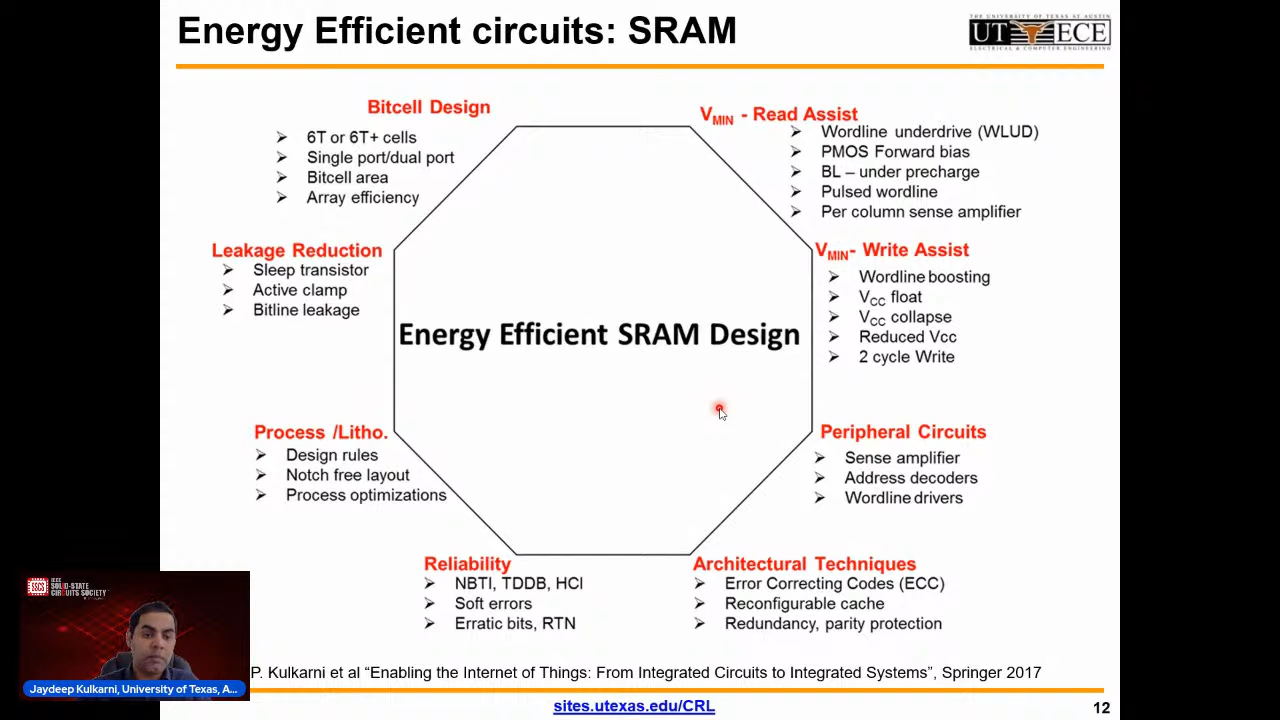 Energy Efficient circuits: SRAM
THE UNIVERSITY OF TEXAS AT AUSTIN
UT ECE
ELECTRICAL & COMPUTER ENGINEERING
Bitcell Design
➢ 6T or 6T+ cells
➢ Single port/dual port
➢ Bitcell area
➢ Array efficiency
VMIN - Read Assist
➢ Wordline underdrive (WLUD)
➢ PMOS Forward bias
➢ BL – under precharge
➢ Pulsed wordline
➢ Per column sense amplifier
Leakage Reduction
➢ Sleep transistor
➢ Active clamp
➢ Bitline leakage
VMIN- Write Assist
➢ Wordline boosting
➢ VCC float
➢ VCC collapse
➢ Reduced Vcc
➢ 2 cycle Write
Energy Efficient SRAM Design
Process /Litho.
➢ Design rules
➢ Notch free layout
➢ Process optimizations
Peripheral Circuits
➢ Sense amplifier
➢ Address decoders
➢ Wordline drivers
Reliability
➢ NBTI, TDDB, HCI
➢ Soft errors
➢ Erratic bits, RTN
Architectural Techniques
➢ Error Correcting Codes (ECC)
➢ Reconfigurable cache
➢ Redundancy, parity protection
P. Kulkarni et al “Enabling the Internet of Things: From Integrated Circuits to Integrated Systems”, Springer 2017
sites.utexas.edu/CRL
12
SSCS
IEEE
SOLID-STATE
CIRCUITS SOCIETY
Jaydeep Kulkarni, University of Texas, A...